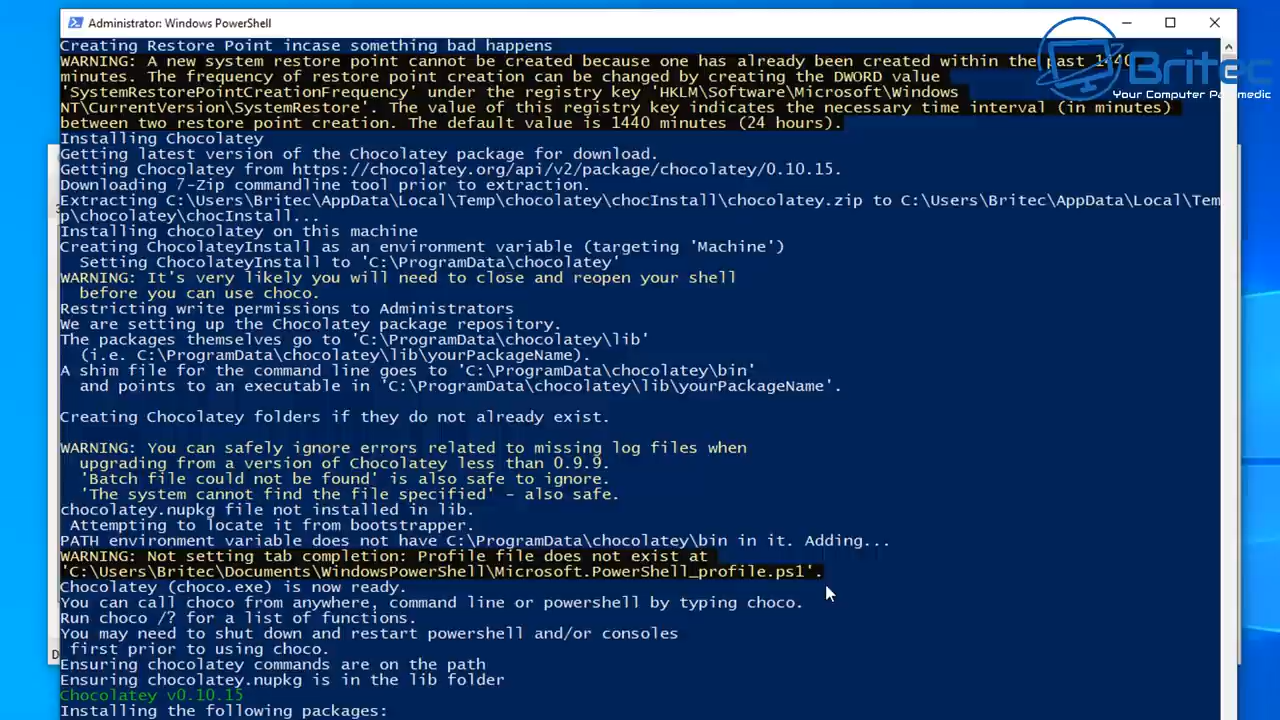 Administrator: Windows PowerShell
Britec
Your Computer Paramedic
Creating Restore Point incase something bad happens
WARNING: A new system restore point cannot be created because one has already been created within the past 1440
minutes. The frequency of restore point creation can be changed by creating the DWORD value
'SystemRestorePointCreationFrequency' under the registry key 'HKLM\Software\Microsoft\Windows
NT\CurrentVersion\SystemRestore'. The value of this registry key indicates the necessary time interval (in minutes)
between two restore point creation. The default value is 1440 minutes (24 hours).
Installing Chocolatey
Getting latest version of the Chocolatey package for download.
Getting Chocolatey from https://chocolatey.org/api/v2/package/chocolatey/0.10.15.
Downloading 7-Zip commandline tool prior to extraction.
Extracting C:\Users\Britec\AppData\Local\Temp\chocolatey\chocInstall\chocolatey.zip to C:\Users\Britec\AppData\Local\Tem
p\chocolatey\chocInstall...
Installing chocolatey on this machine
Creating ChocolateyInstall as an environment variable (targeting 'Machine')
  Setting ChocolateyInstall to 'C:\ProgramData\chocolatey'
WARNING: It's very likely you will need to close and reopen your shell
  before you can use choco.
Restricting write permissions to Administrators
We are setting up the Chocolatey package repository.
The packages themselves go to 'C:\ProgramData\chocolatey\lib'
  (i.e. C:\ProgramData\chocolatey\lib\yourPackageName).
A shim file for the command line goes to 'C:\ProgramData\chocolatey\bin'
  and points to an executable in 'C:\ProgramData\chocolatey\lib\yourPackageName'.
Creating Chocolatey folders if they do not already exist.
WARNING: You can safely ignore errors related to missing log files when
  upgrading from a version of Chocolatey less than 0.9.9.
  'Batch file could not be found' is also safe to ignore.
  'The system cannot find the file specified' - also safe.
chocolatey.nupkg file not installed in lib.
 Attempting to locate it from bootstrapper.
PATH environment variable does not have C:\ProgramData\chocolatey\bin in it. Adding...
WARNING: Not setting tab completion: Profile file does not exist at
'C:\Users\Britec\Documents\WindowsPowerShell\Microsoft.PowerShell_profile.ps1'.
Chocolatey (choco.exe) is now ready.
You can call choco from anywhere, command line or powershell by typing choco.
Run choco /? for a list of functions.
You may need to shut down and restart powershell and/or consoles
 first prior to using choco.
Ensuring chocolatey commands are on the path
Ensuring chocolatey.nupkg is in the lib folder
Chocolatey v0.10.15
Installing the following packages: